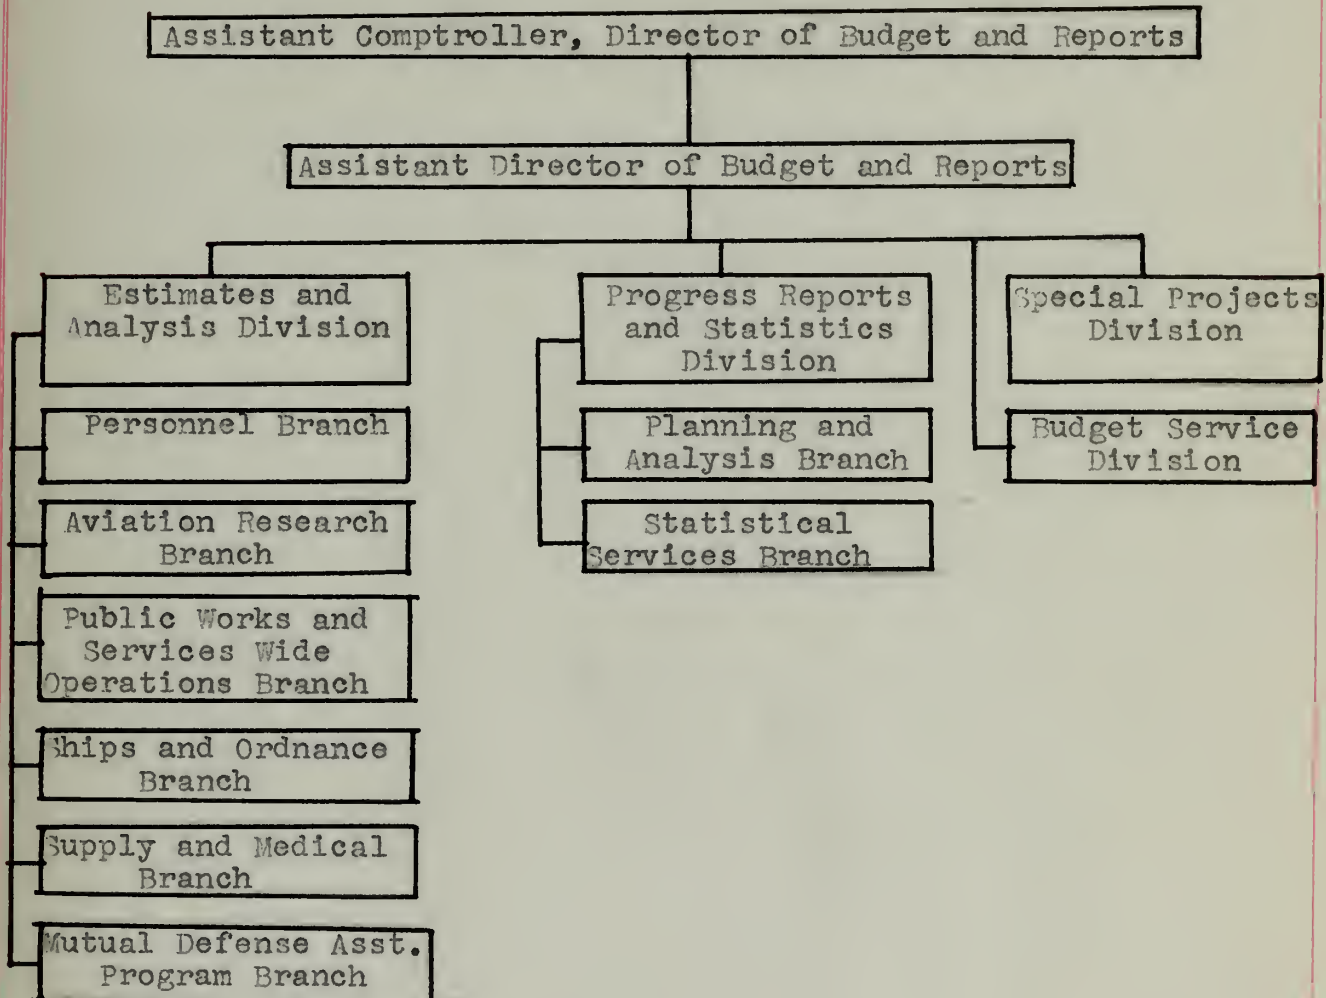 Assistant Comptroller, Director of Budget and Reports
Assistant Director of Budget and Reports
Estimates and
Analysis Division
Personnel Branch
Aviation Research
Branch
Public Works and
Services Wide
Operations Branch
Ships and Ordnance
Branch
Supply and Medical
Branch
Mutual Defense Asst.
Program Branch
Progress Reports
and Statistics
Division
Planning and
Analysis Branch
Statistical
Services Branch
Special Projects
Division
Budget Service
Division